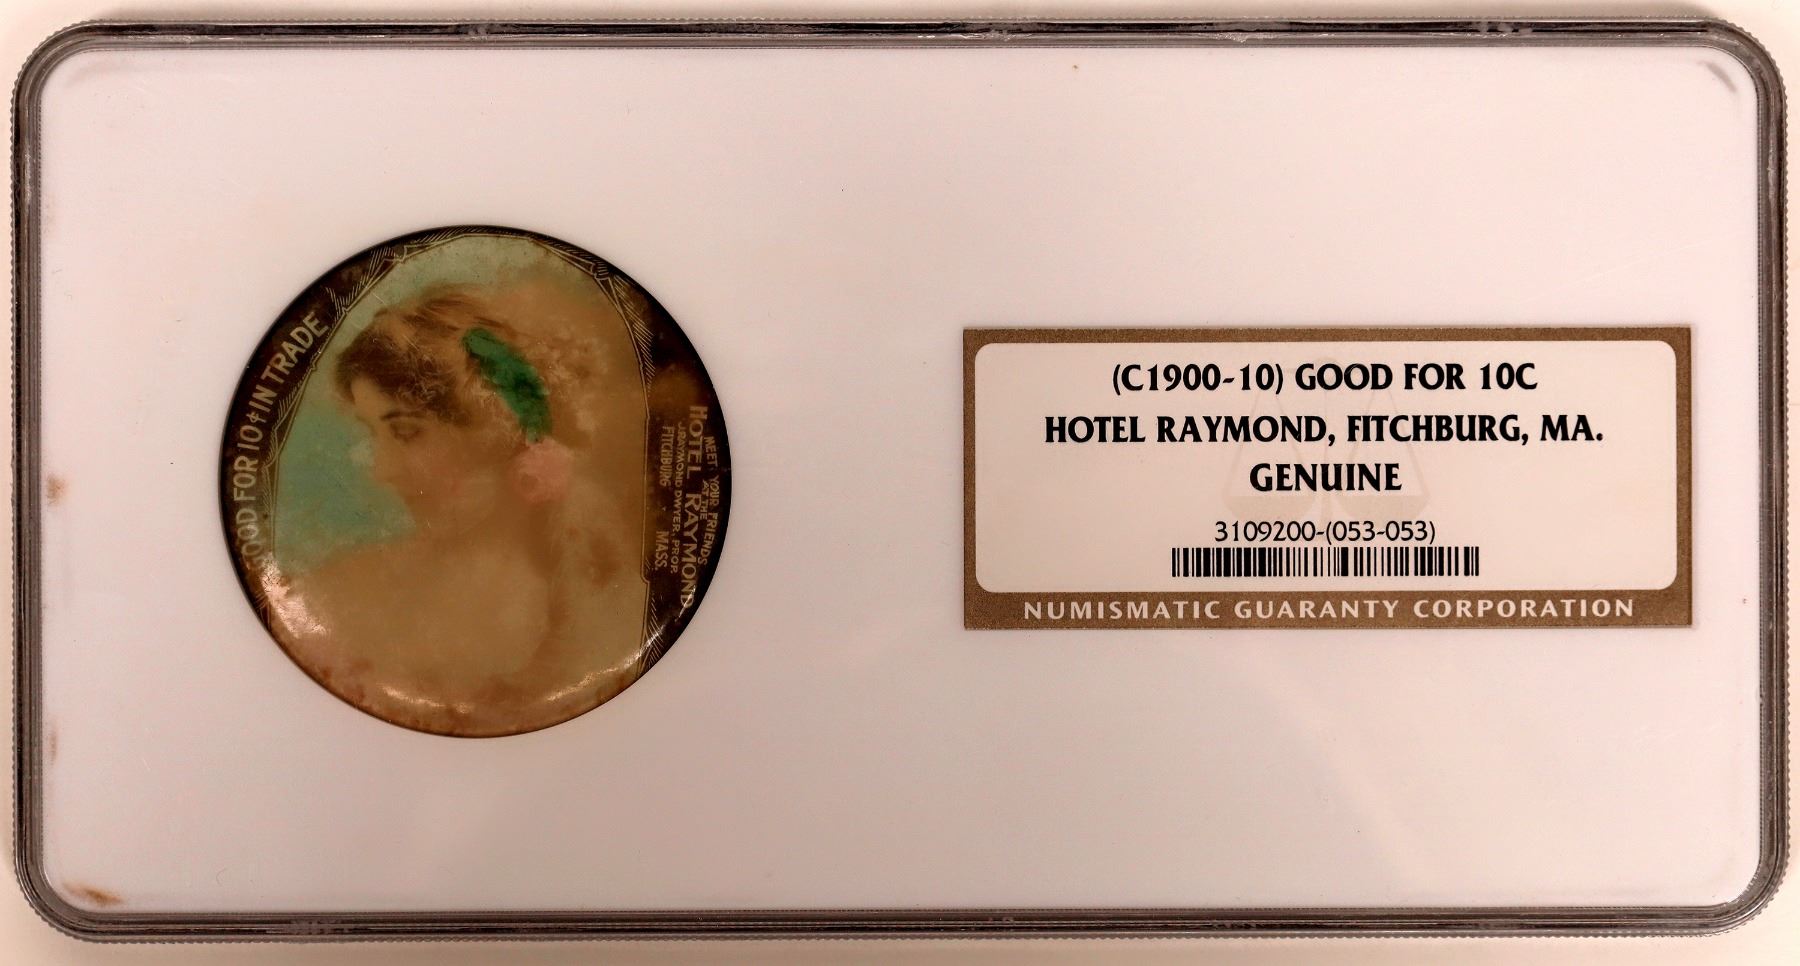 GOOD FOR 10¢ IN TRADE
MEET YOUR FRIENDS
AT THE
HOTEL RAYMOND
J. RAYMOND DWYER, PROP.
FITCHBURG MASS.
(C1900-10) GOOD FOR 10C
HOTEL RAYMOND, FITCHBURG, MA.
GENUINE
3109200-(053-053)
NUMISMATIC GUARANTY CORPORATION